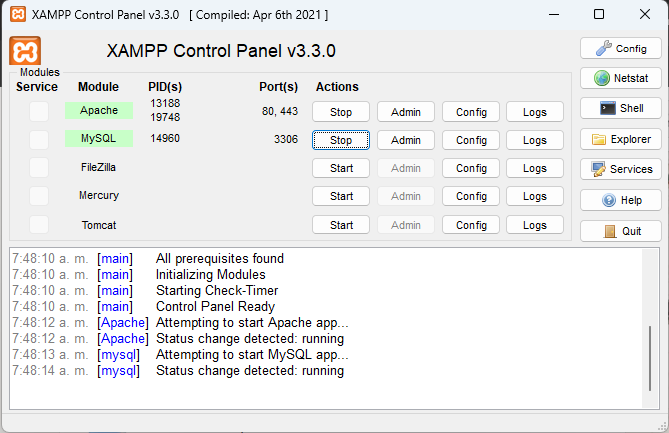 XAMPP Control Panel v3.3.0 [ Compiled: Apr 6th 2021 ]
XAMPP Control Panel v3.3.0
Config
Modules
Service Module PID(s) Port(s) Actions
Netstat
Apache 13188 19748 80, 443 Stop Admin Config Logs
Shell
MySQL 14960 3306 Stop Admin Config Logs
Explorer
FileZilla Start Admin Config Logs
Services
Mercury Start Admin Config Logs
Help
Tomcat Start Admin Config Logs
Quit
7:48:10 a. m. [main] All prerequisites found
7:48:10 a. m. [main] Initializing Modules
7:48:10 a. m. [main] Starting Check-Timer
7:48:10 a. m. [main] Control Panel Ready
7:48:12 a. m. [Apache] Attempting to start Apache app...
7:48:12 a. m. [Apache] Status change detected: running
7:48:13 a. m. [mysql] Attempting to start MySQL app...
7:48:14 a. m. [mysql] Status change detected: running